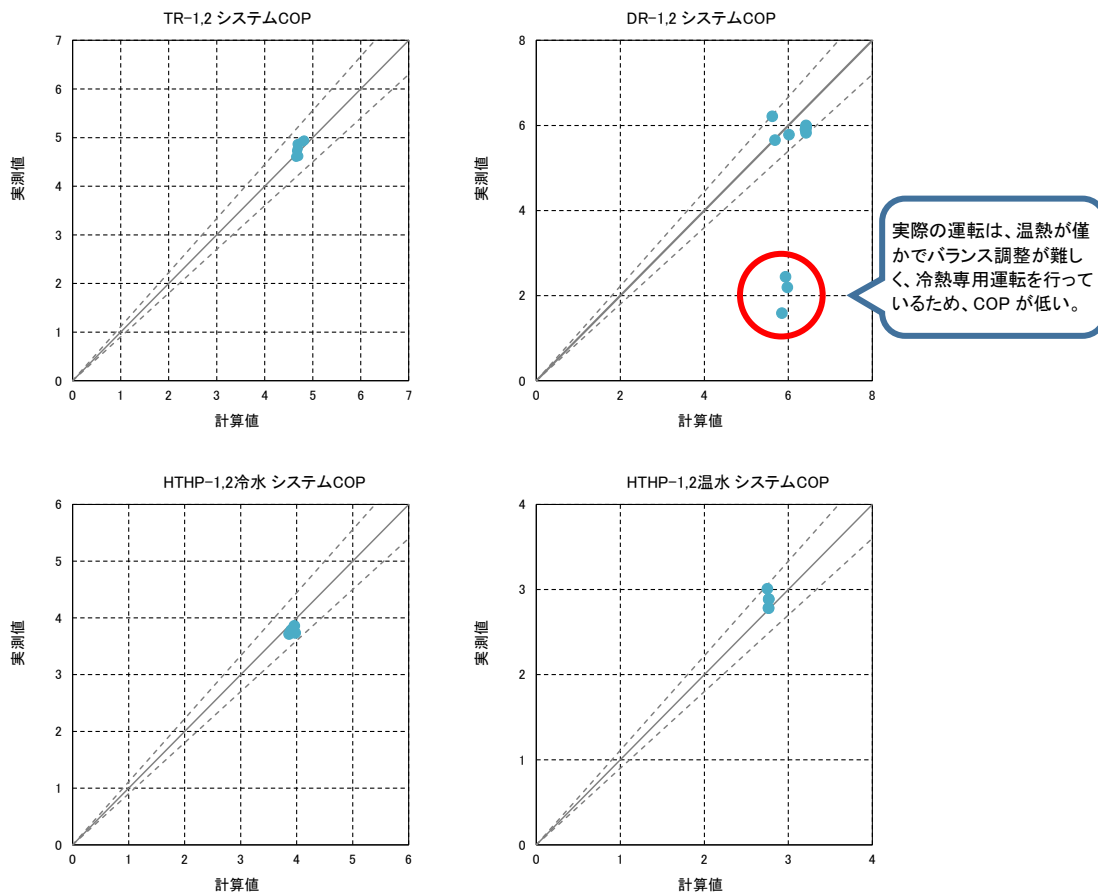 TR-1,2 システムCOP
7
6
5
4
3
2
1
0
0 1 2 3 4 5 6 7
実測値
計算値
DR-1,2 システムCOP
8
6
4
2
0
0 2 4 6 8
実測値
計算値
実際の運転は、温熱が僅
かでバランス調整が難し
く、冷熱専用運転を行って
いるため、COP が低い。
HTHP-1,2冷水 システムCOP
6
5
4
3
2
1
0
0 1 2 3 4 5 6
実測値
計算値
HTHP-1,2温水 システムCOP
4
3
2
1
0
0 1 2 3 4
実測値
計算値